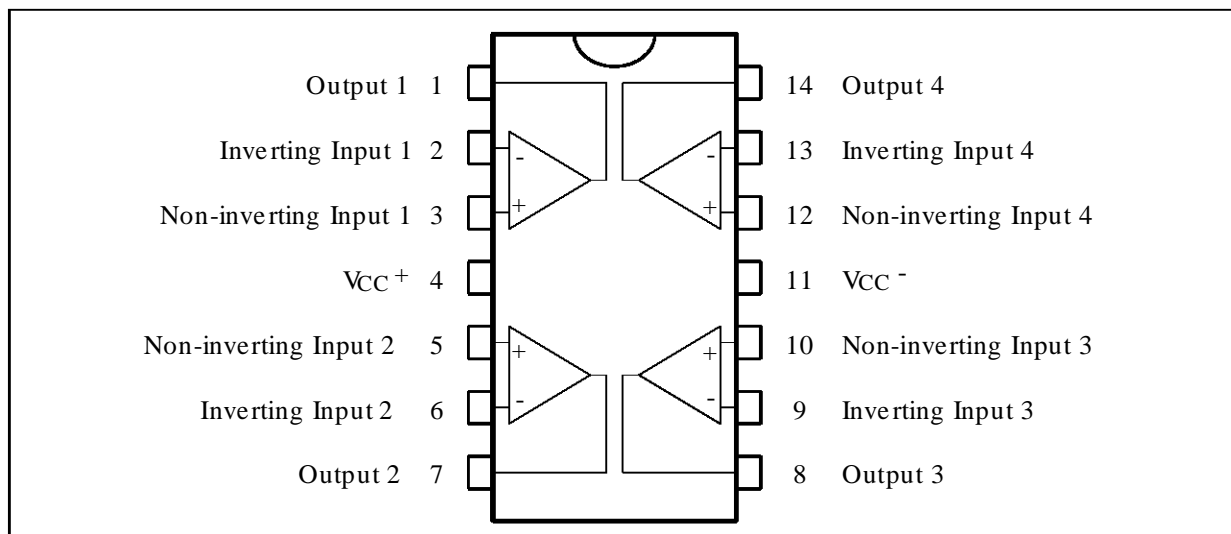 Output 1 1 14 Output 4
Inverting Input 1 2 - - 13 Inverting Input 4
Non-inverting Input 1 3 + + 12 Non-inverting Input 4
VCC + 4 11 VCC -
Non-inverting Input 2 5 + + 10 Non-inverting Input 3
Inverting Input 2 6 - - 9 Inverting Input 3
Output 2 7 8 Output 3